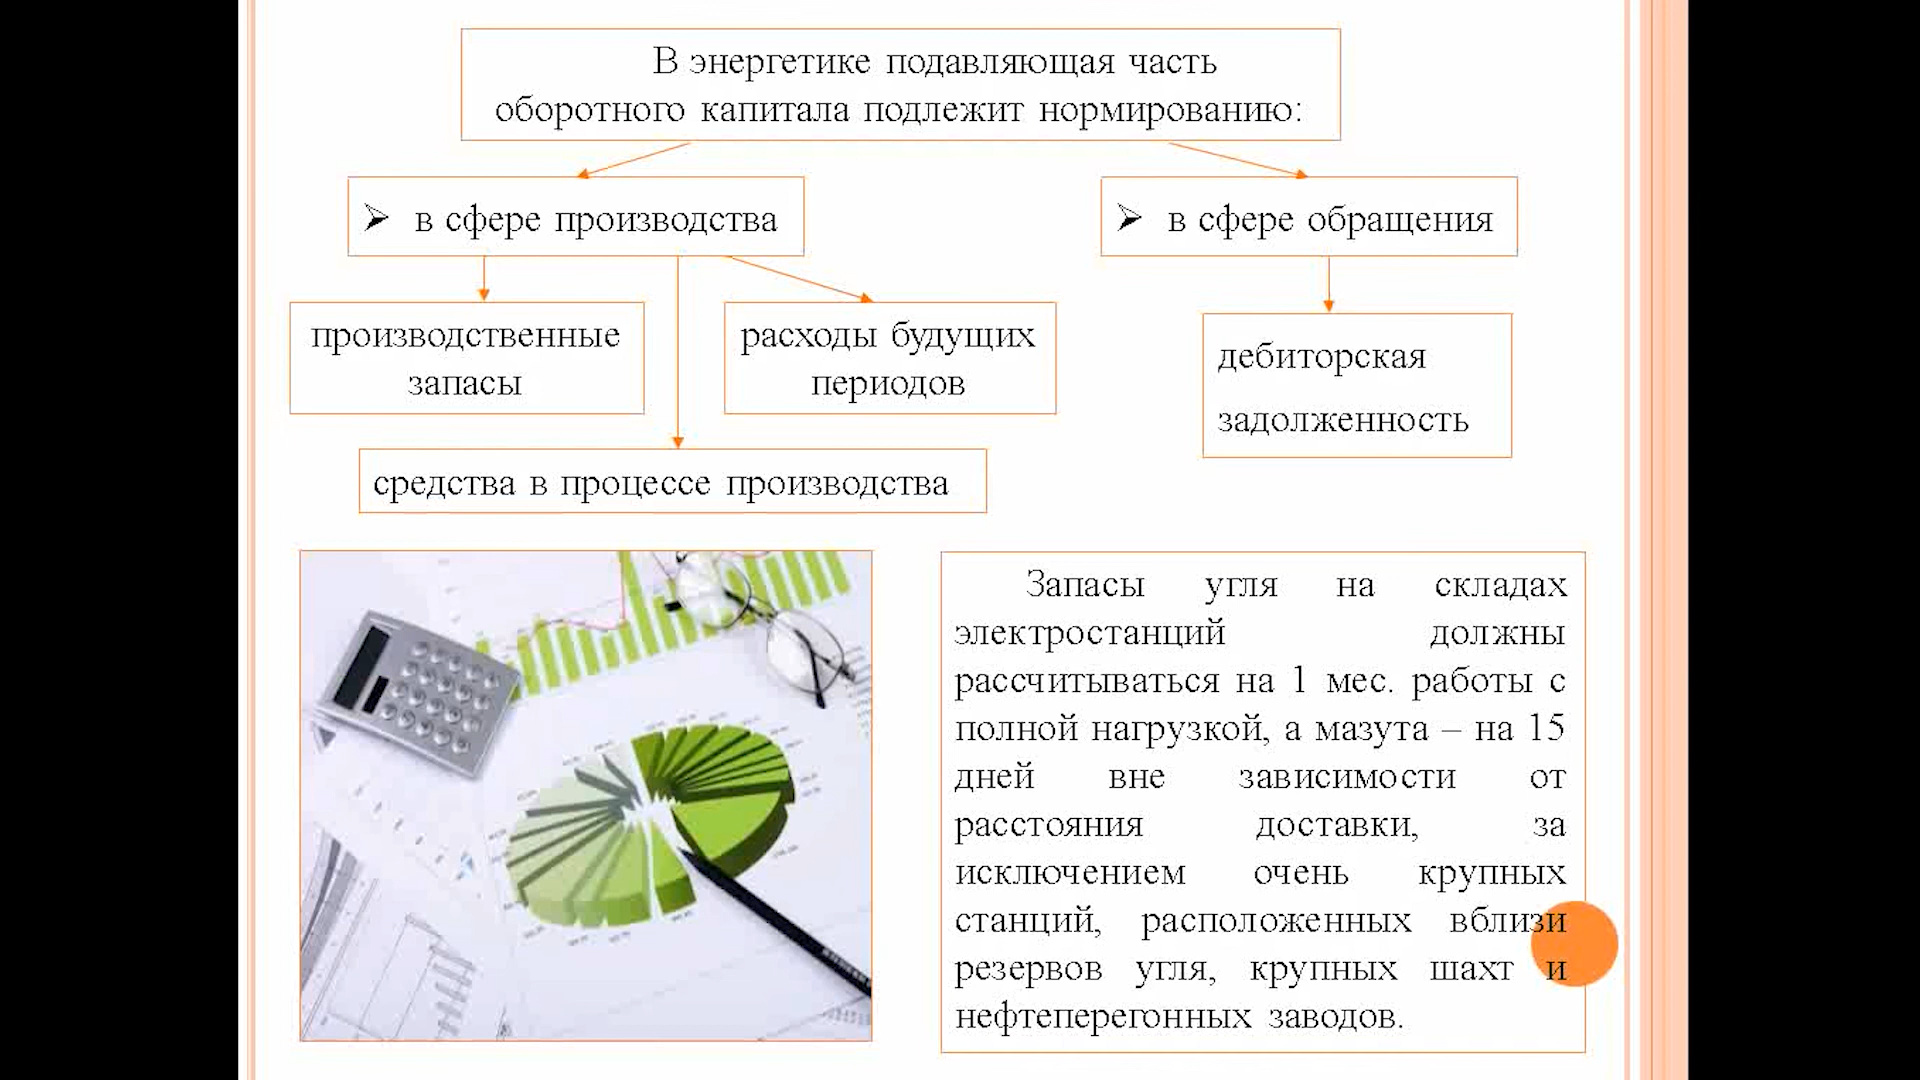 В энергетике подавляющая часть
оборотного капитала подлежит нормированию:
в сфере производства
в сфере обращения
производственные
запасы
расходы будущих
периодов
дебиторская
задолженность
средства в процессе производства
Запасы угля на складах
электростанций должны
рассчитываться на 1 мес. работы с
полной нагрузкой, а мазута – на 15
дней вне зависимости от
расстояния доставки, за
исключением очень крупных
станций, расположенных вблизи
резервов угля, крупных шахт и
нефтеперегонных заводов.